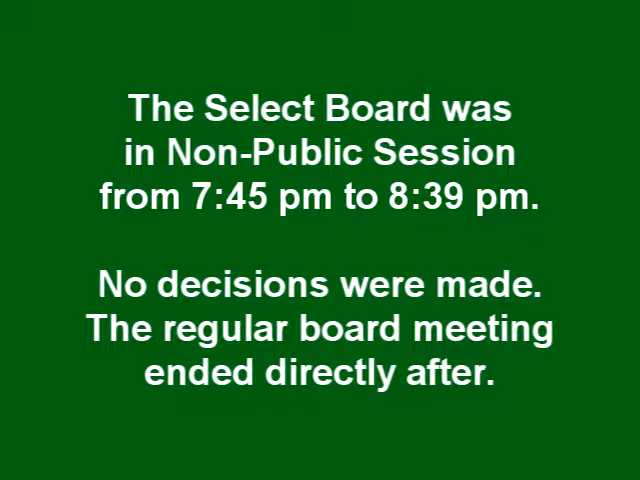 The Select Board was
in Non-Public Session
from 7:45 pm to 8:39 pm.
No decisions were made.
The regular board meeting
ended directly after.